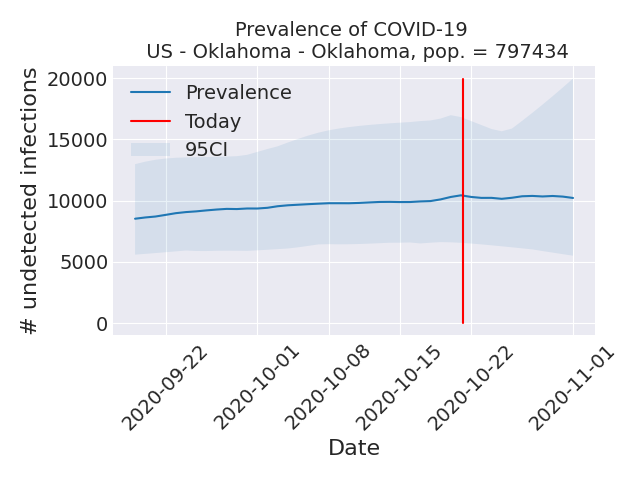 Prevalence of COVID-19
US - Oklahoma - Oklahoma, pop. = 797434
# undetected infections
20000
15000
10000
5000
0
Prevalence
Today
95CI
2020-09-22
2020-10-01
2020-10-08
2020-10-15
2020-10-22
2020-11-01
Date